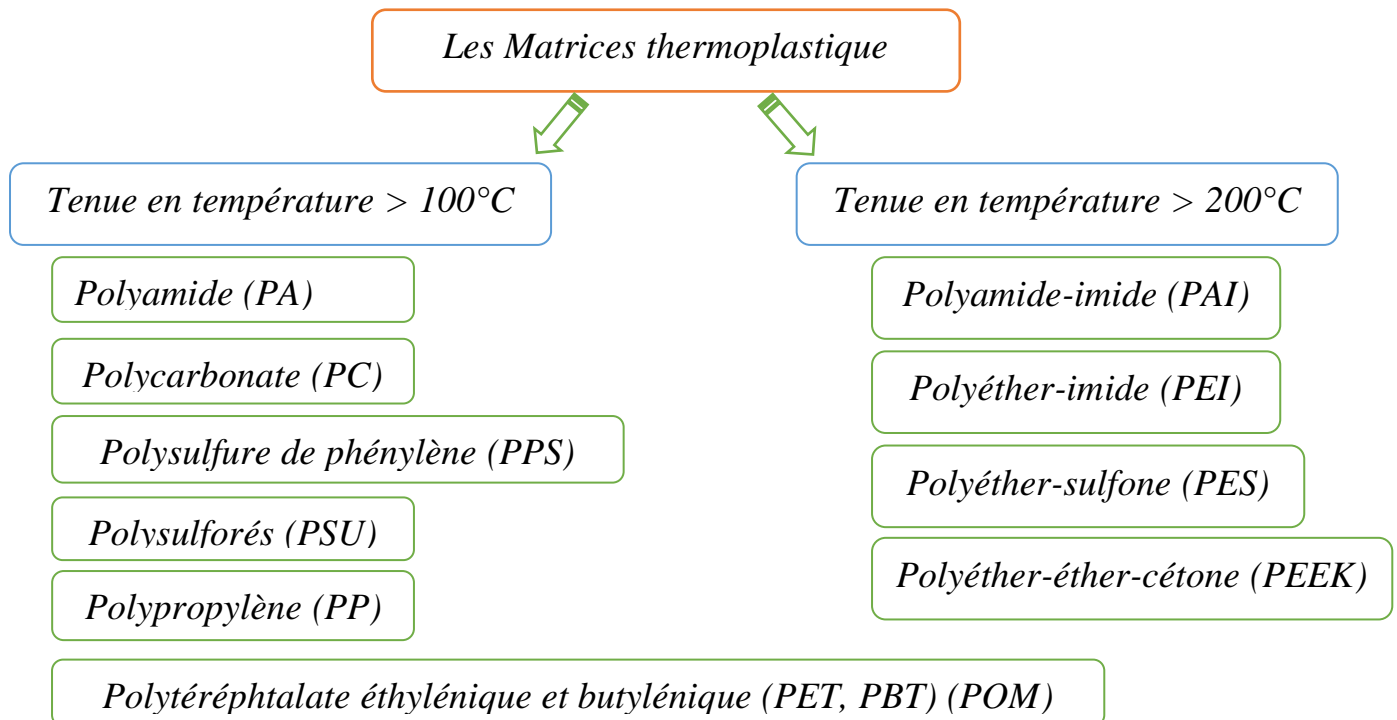 Les Matrices thermoplastique
Tenue en température > 100°C
Polyamide (PA)
Polycarbonate (PC)
Polysulfure de phénylène (PPS)
Polysulforés (PSU)
Polypropylène (PP)
Polytéréphtalate éthylénique et butylénique (PET, PBT) (POM)
Tenue en température > 200°C
Polyamide-imide (PAI)
Polyéther-imide (PEI)
Polyéther-sulfone (PES)
Polyéther-éther-cétone (PEEK)